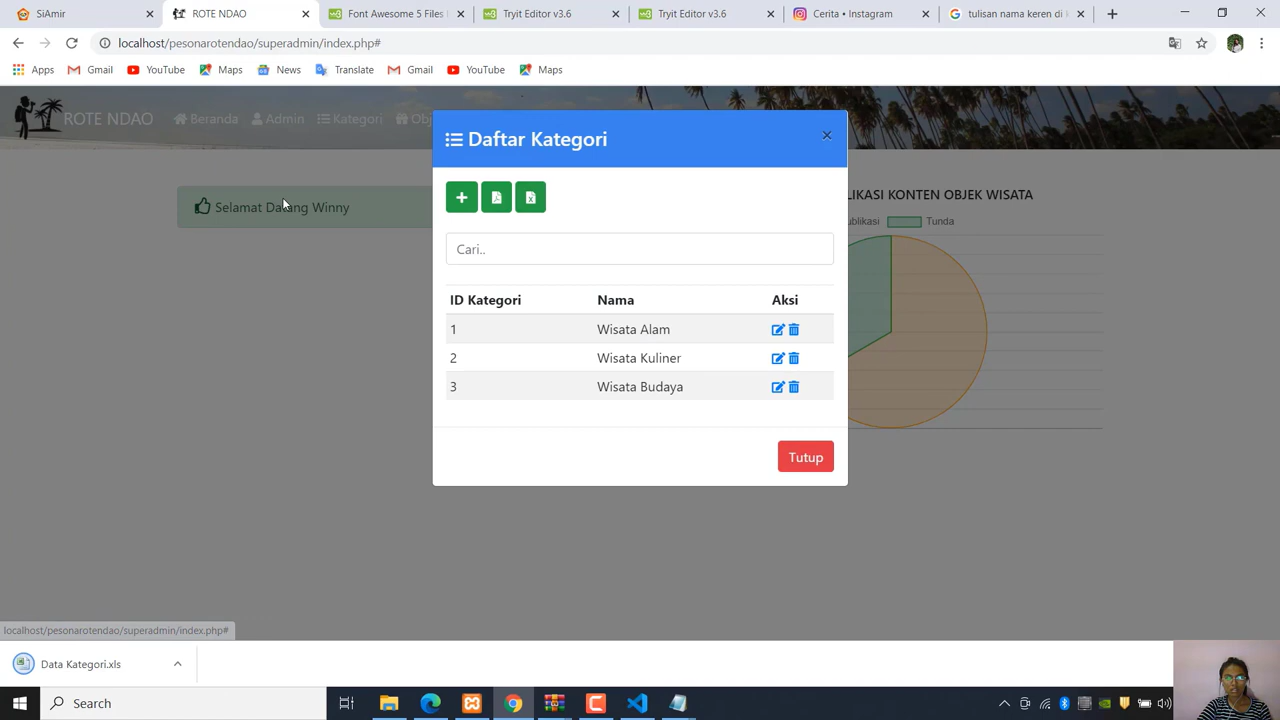 SiAmir
ROTE NDAO
Font Awesome 5 Files I
Tryit Editor v3.6
Tryit Editor v3.6
Cerita • Instagram
tulisan nama keren di k
localhost/pesonarotendao/superadmin/index.php#
Apps Gmail YouTube Maps News Translate Gmail YouTube Maps
ROTE NDAO Beranda Admin Kategori Obj
Daftar Kategori
Selamat Datang Winny
Cari..
ID Kategori Nama Aksi
1 Wisata Alam
2 Wisata Kuliner
3 Wisata Budaya
Tutup
LIKASI KONTEN OBJEK WISATA
ublikasi Tunda
localhost/pesonarotendao/superadmin/index.php#
Data Kategori.xls
Search